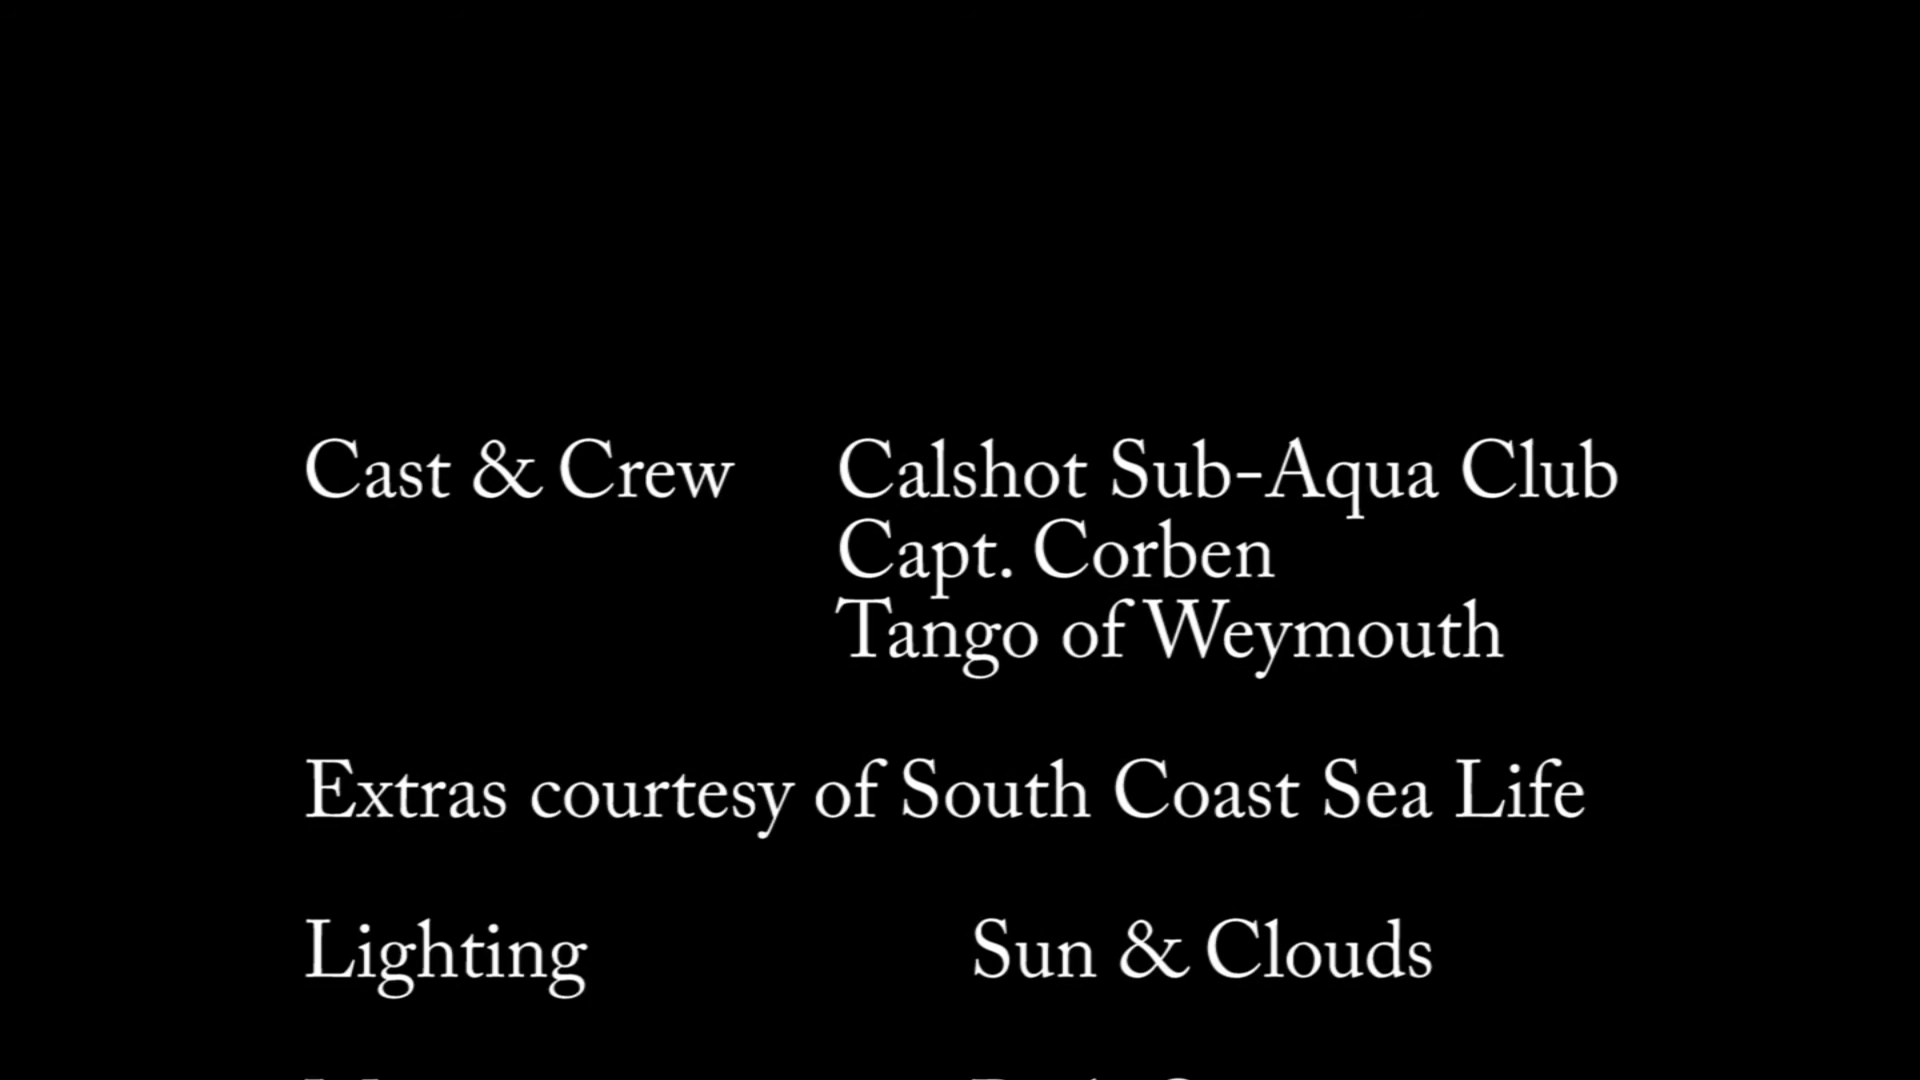 Cast & Crew Calshot Sub-Aqua Club
Capt. Corben
Tango of Weymouth
Extras courtesy of South Coast Sea Life
Lighting Sun & Clouds